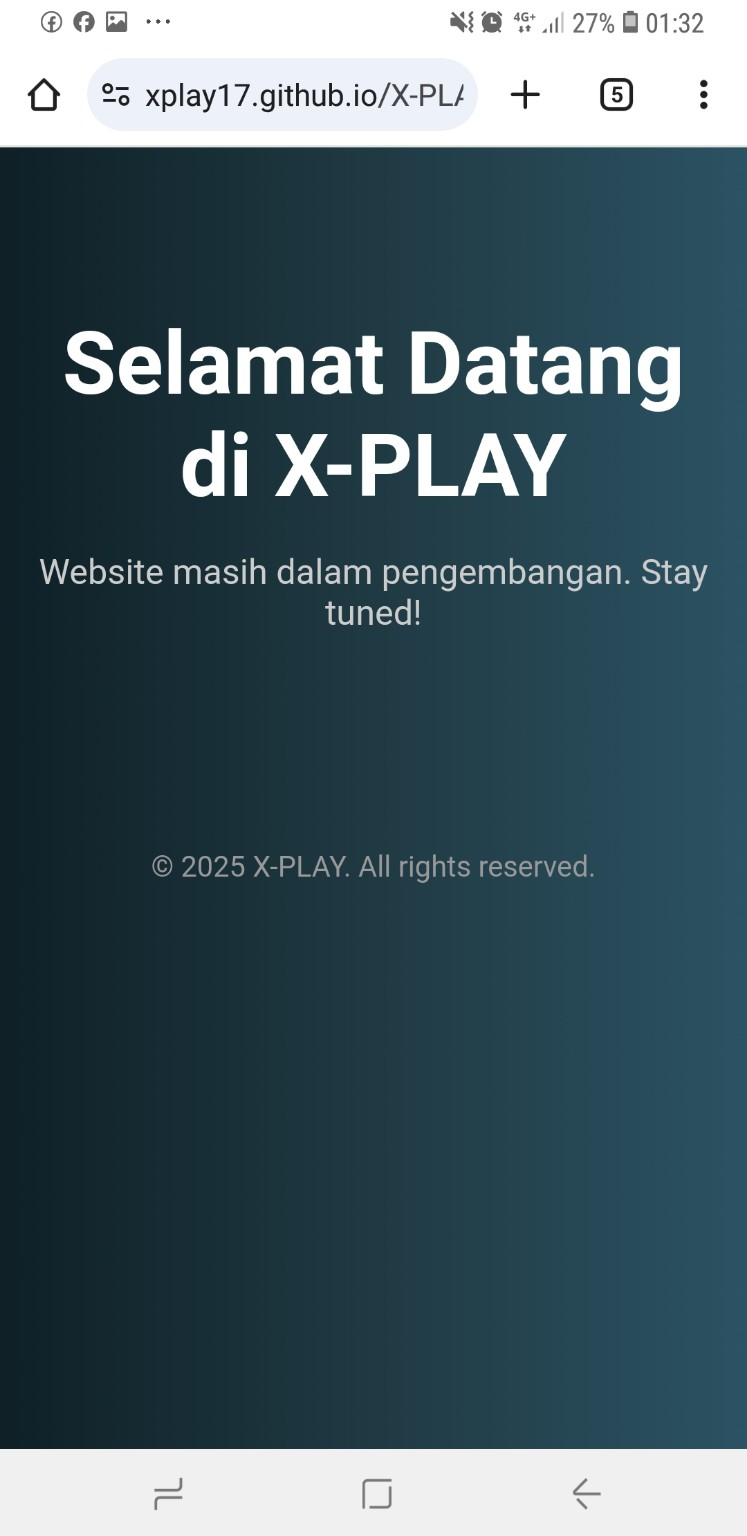 4G+ 27% 01:32
xplay17.github.io/X-PLA
5
Selamat Datang
di X-PLAY
Website masih dalam pengembangan. Stay
tuned!
© 2025 X-PLAY. All rights reserved.